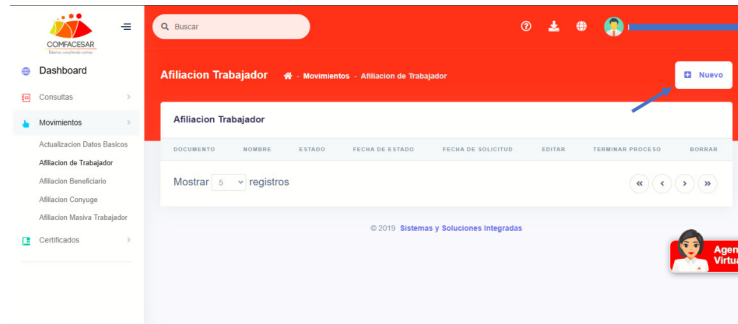 COMFACESAR
Buscar
Dashboard
Consultas
Movimientos
Actualizacion Datos Basicos
Afiliacion de Trabajador
Afiliacion Beneficiario
Afiliacion Conyuge
Afiliacion Masiva Trabajador
Certificados
Afiliacion Trabajador - Movimientos - Afiliacion de Trabajador
Nuevo
Afiliacion Trabajador
DOCUMENTO NOMBRE ESTADO FECHA DE ESTADO FECHA DE SOLICITUD EDITAR TERMINAR PROCESO BORRAR
Mostrar 5 registros
© 2019 Sistemas y Soluciones Integradas
Agen
Virtua